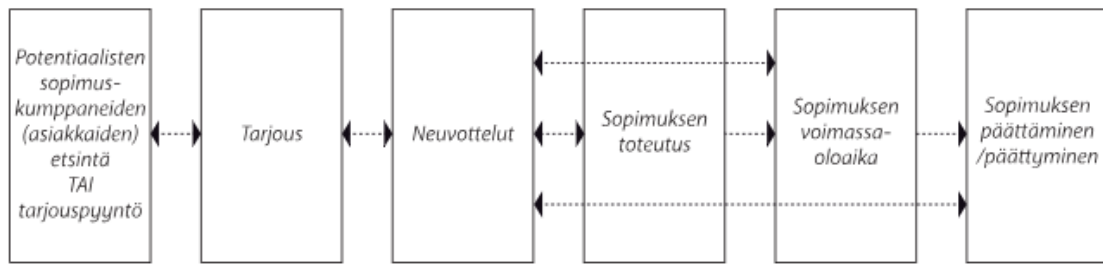 Potentiaalisten
sopimus-
kumppaneiden
(asiakkaiden)
etsintä
TAI
tarjouspyyntö
Tarjous
Neuvottelut
Sopimuksen
toteutus
Sopimuksen
voimassa-
oloaika
Sopimuksen
päättäminen
/päättyminen